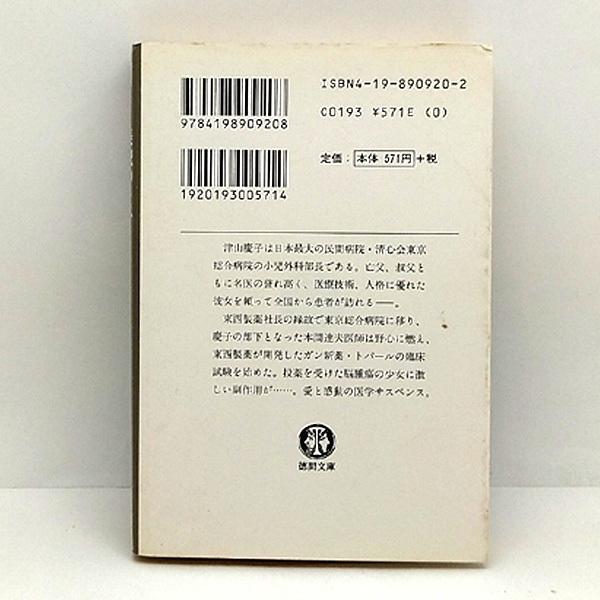 ISBN4-19-890920-2
9784198909208
C0193 ¥571E (0)
定価：本体 571円+税
1920193005714
津山慶子は日本最大の民間病院・清心会東京
総合病院の小児外科部長である。亡父、叔父と
もに名医の誉れ高く、医療技術、人格に優れた
彼女を頼って全国から患者が訪れる――。
東西製薬社長の縁故で東京総合病院に移り、
慶子の部下となった本間達夫医師は野心に燃え、
東西製薬が開発したガン新薬・トパールの臨床
試験を始めた。投薬を受けた脳腫瘍の少女に激
しい副作用が……。愛と感動の医学サスペンス。
徳間文庫